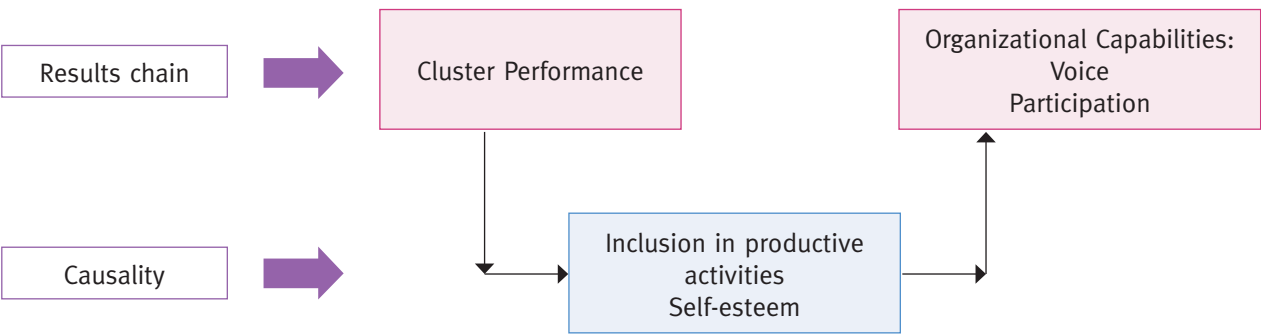 Results chain
Cluster Performance
Organizational Capabilities:
Voice
Participation
Causality
Inclusion in productive
activities
Self-esteem